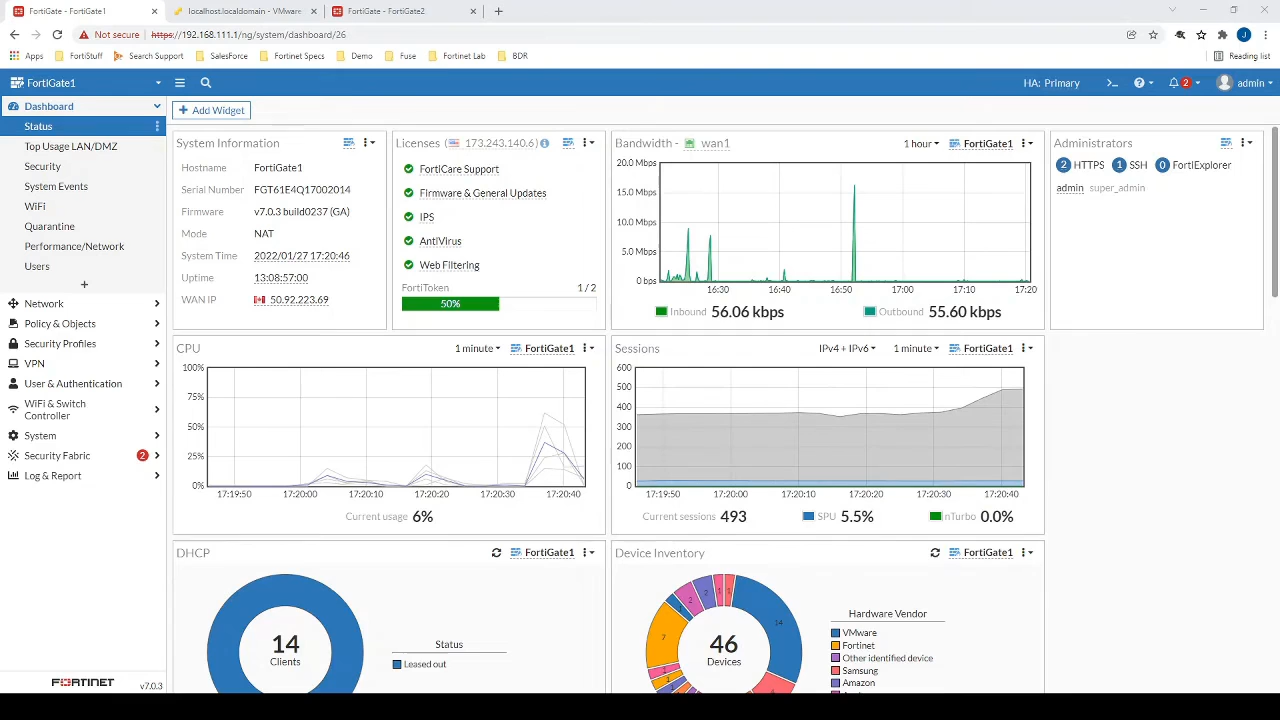 FortiGate - FortiGate1
localhost.localdomain - VMware
FortiGate - FortiGate2
Not secure https://192.168.111.1/ng/system/dashboard/26
J
Apps FortiStuff Search Support SalesForce Fortinet Specs Demo Fuse Fortinet Lab BDR Reading list
FortiGate1
HA: Primary >_ 2 admin
Dashboard
Status
Top Usage LAN/DMZ
Security
System Events
WiFi
Quarantine
Performance/Network
Users
+
Network
Policy & Objects
Security Profiles
VPN
User & Authentication
WiFi & Switch
Controller
System
Security Fabric 2
Log & Report
FORTINET v7.0.3
+ Add Widget
System Information
Hostname FortiGate1
Serial Number FGT61E4Q17002014
Firmware v7.0.3 build0237 (GA)
Mode NAT
System Time 2022/01/27 17:20:46
Uptime 13:08:57:00
WAN IP 50.92.223.69
Licenses ( 173.243.149.6)
FortiCare Support
Firmware & General Updates
IPS
AntiVirus
Web Filtering
FortiToken 1 / 2
50%
Bandwidth - wan1 1 hour FortiGate1
20.0 Mbps
15.0 Mbps
10.0 Mbps
5.0 Mbps
0 bps
16:30 16:40 16:50 17:00 17:10 17:20
Inbound 56.06 kbps Outbound 55.60 kbps
Administrators
2 HTTPS 1 SSH 0 FortiExplorer
admin super_admin
CPU 1 minute FortiGate1
100%
75%
50%
25%
0%
17:19:50 17:20:00 17:20:10 17:20:20 17:20:30 17:20:40
Current usage 6%
Sessions IPv4 + IPv6 1 minute FortiGate1
600
500
400
300
200
100
0
17:19:50 17:20:00 17:20:10 17:20:20 17:20:30 17:20:40
Current sessions 493 SPU 5.5% nTurbo 0.0%
DHCP FortiGate1
14
Clients
Status
Leased out
Device Inventory FortiGate1
46
Devices
14
7
2
2
1
1
Hardware Vendor
VMware
Fortinet
Other identified device
Samsung
Amazon